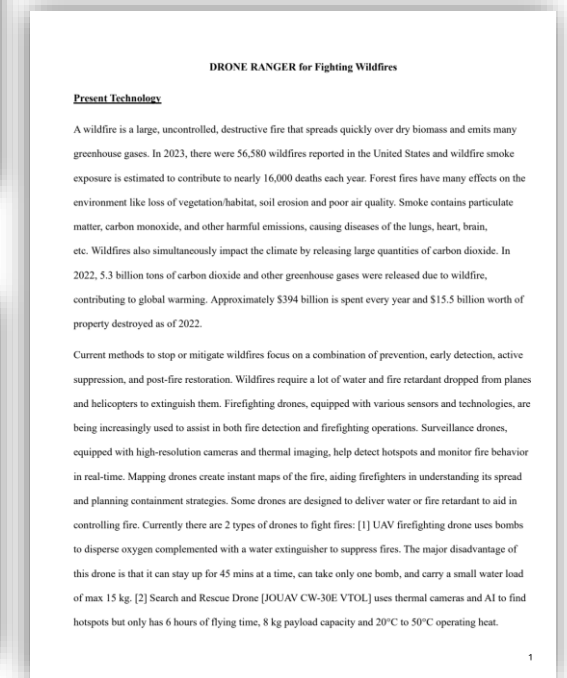 DRONE RANGER for Fighting Wildfires
Present Technology
A wildfire is a large, uncontrolled, destructive fire that spreads quickly over dry biomass and emits many
greenhouse gases. In 2023, there were 56,580 wildfires reported in the United States and wildfire smoke
exposure is estimated to contribute to nearly 16,000 deaths each year. Forest fires have many effects on the
environment like loss of vegetation/habitat, soil erosion and poor air quality. Smoke contains particulate
matter, carbon monoxide, and other harmful emissions, causing diseases of the lungs, heart, brain,
etc. Wildfires also simultaneously impact the climate by releasing large quantities of carbon dioxide. In
2022, 5.3 billion tons of carbon dioxide and other greenhouse gases were released due to wildfire,
contributing to global warming. Approximately $394 billion is spent every year and $15.5 billion worth of
property destroyed as of 2022.
Current methods to stop or mitigate wildfires focus on a combination of prevention, early detection, active
suppression, and post-fire restoration. Wildfires require a lot of water and fire retardant dropped from planes
and helicopters to extinguish them. Firefighting drones, equipped with various sensors and technologies, are
being increasingly used to assist in both fire detection and firefighting operations. Surveillance drones,
equipped with high-resolution cameras and thermal imaging, help detect hotspots and monitor fire behavior
in real-time. Mapping drones create instant maps of the fire, aiding firefighters in understanding its spread
and planning containment strategies. Some drones are designed to deliver water or fire retardant to aid in
controlling fire. Currently there are 2 types of drones to fight fires: [1] UAV firefighting drone uses bombs
to disperse oxygen complemented with a water extinguisher to suppress fires. The major disadvantage of
this drone is that it can stay up for 45 mins at a time, can take only one bomb, and carry a small water load
of max 15 kg. [2] Search and Rescue Drone [JOUAV CW-30E VTOL] uses thermal cameras and AI to find
hotspots but only has 6 hours of flying time, 8 kg payload capacity and 20°C to 50°C operating heat.
1